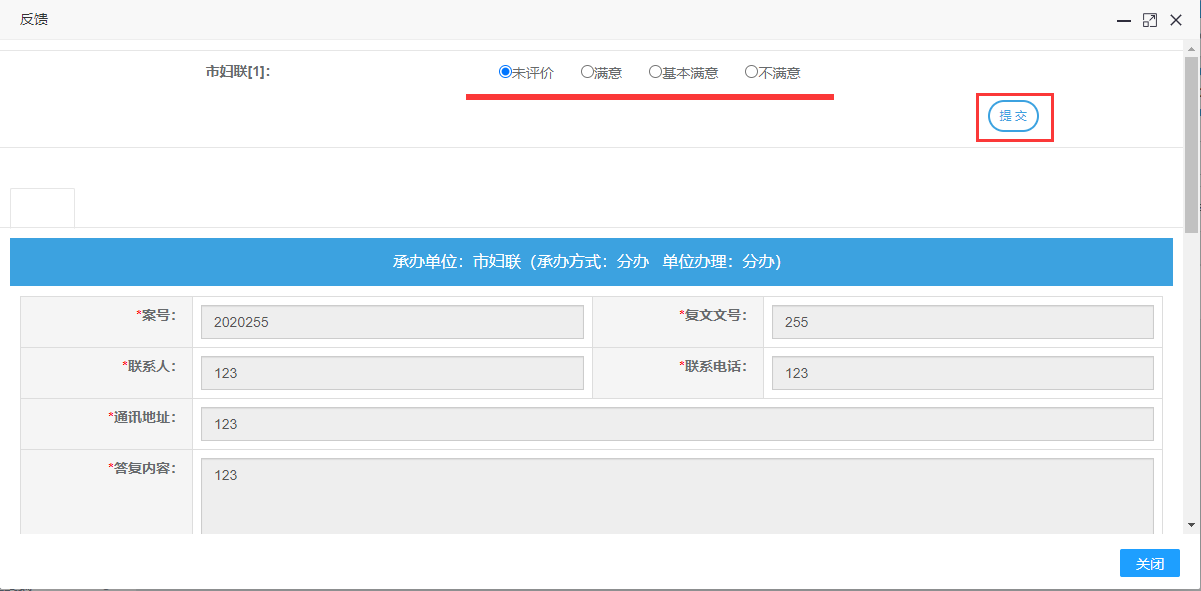 反馈
市妇联[1]： 未评价 满意 基本满意 不满意
提 交
承办单位：市妇联（承办方式：分办 单位办理：分办）
*案号： 2020255 *复文文号： 255
*联系人： 123 *联系电话： 123
*通讯地址： 123
*答复内容： 123
关闭